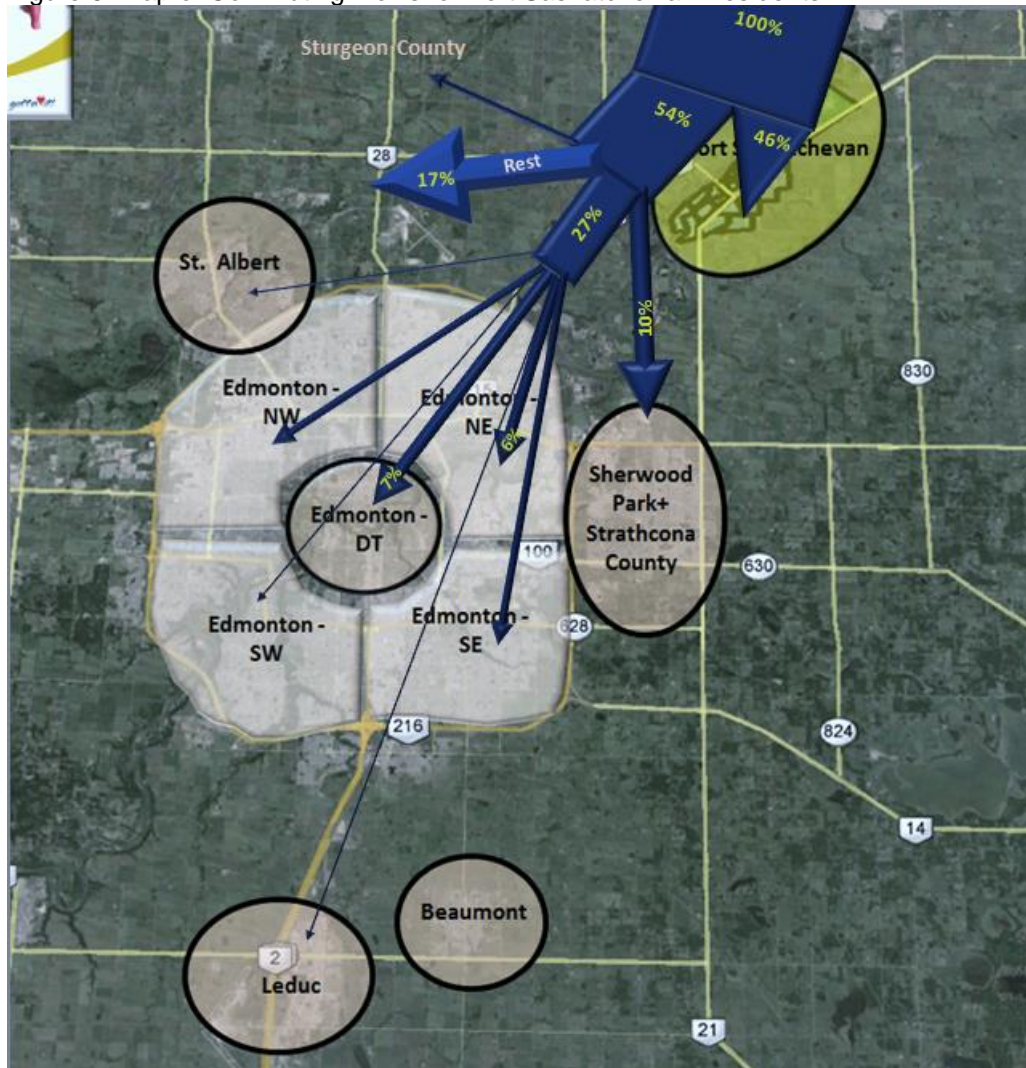 Sturgeon County
100%
54%
46%
28
Rest
17%
27%
St. Albert
10%
830
Edmonton -
NW
Edmonton -
NE
6%
7%
Sherwood
Park+
Strathcona
County
Edmonton -
DT
100
630
Edmonton -
SW
Edmonton -
SE
628
216
824
14
Beaumont
2
Leduc
21